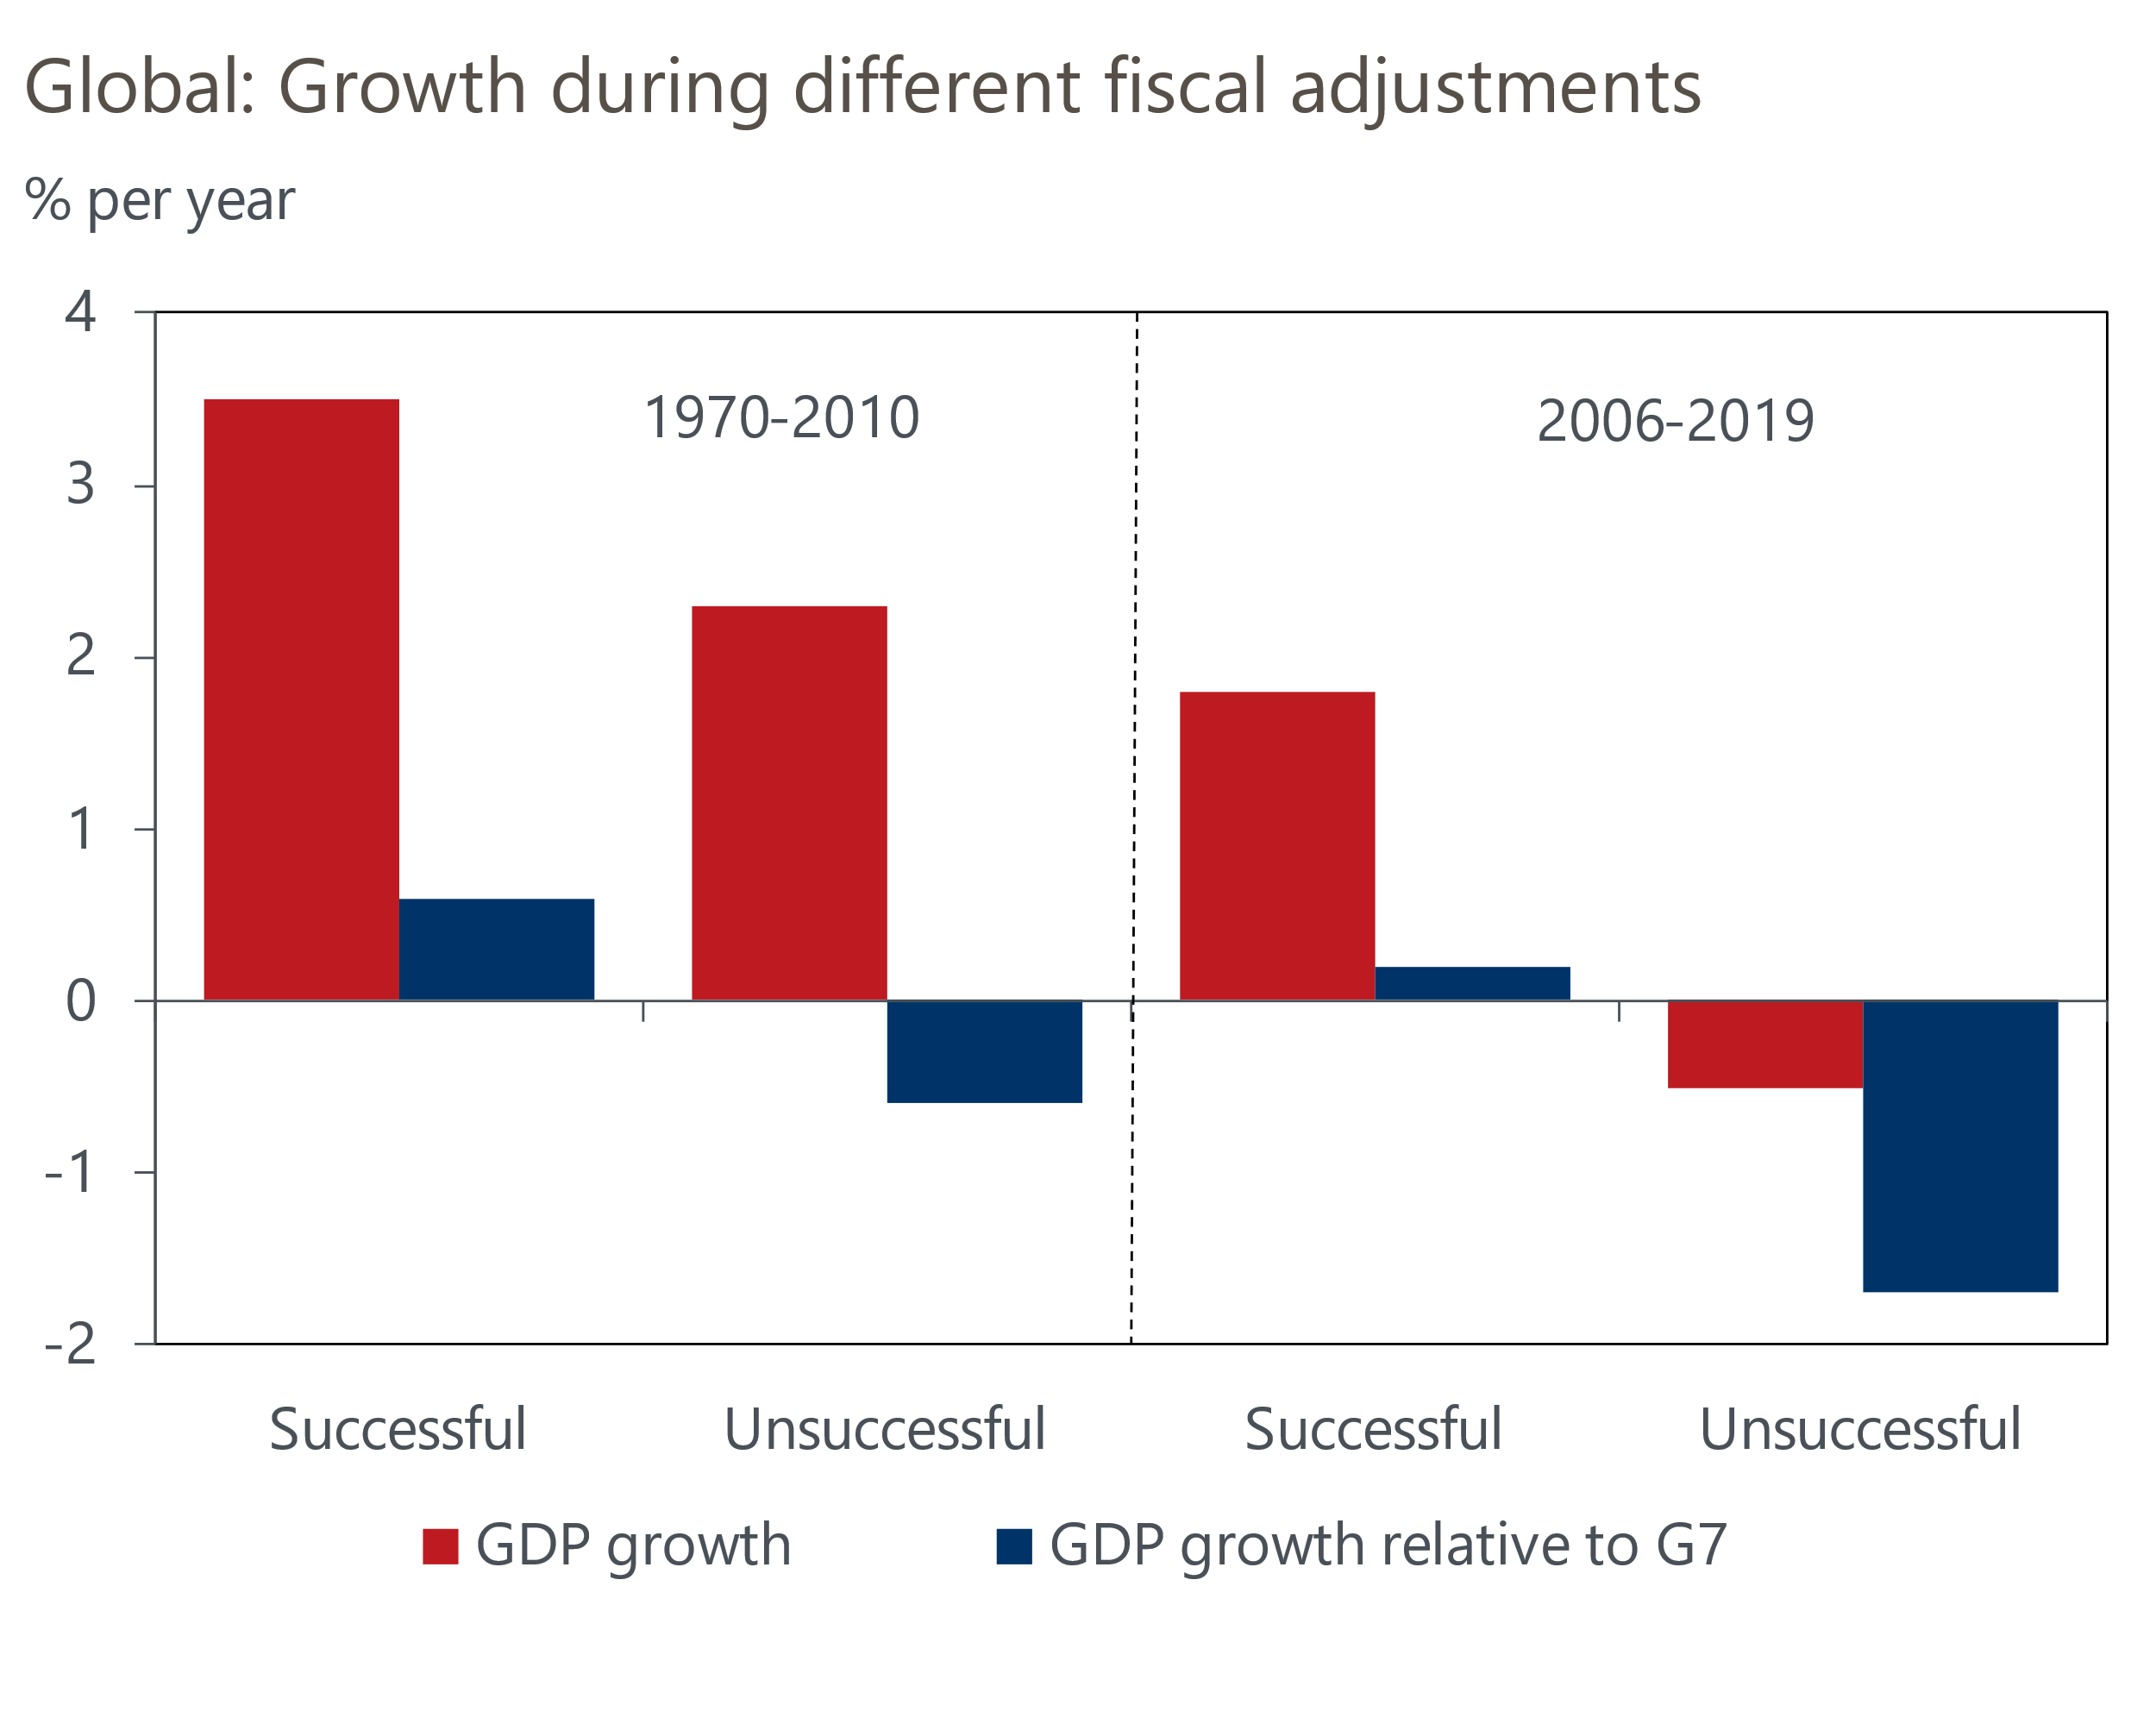 Global: Growth during different fiscal adjustments
% per year
4
1970-2010
2006-2019
3
2
1
0
-1
-2
Successful Unsuccessful Successful Unsuccessful
GDP growth GDP growth relative to G7